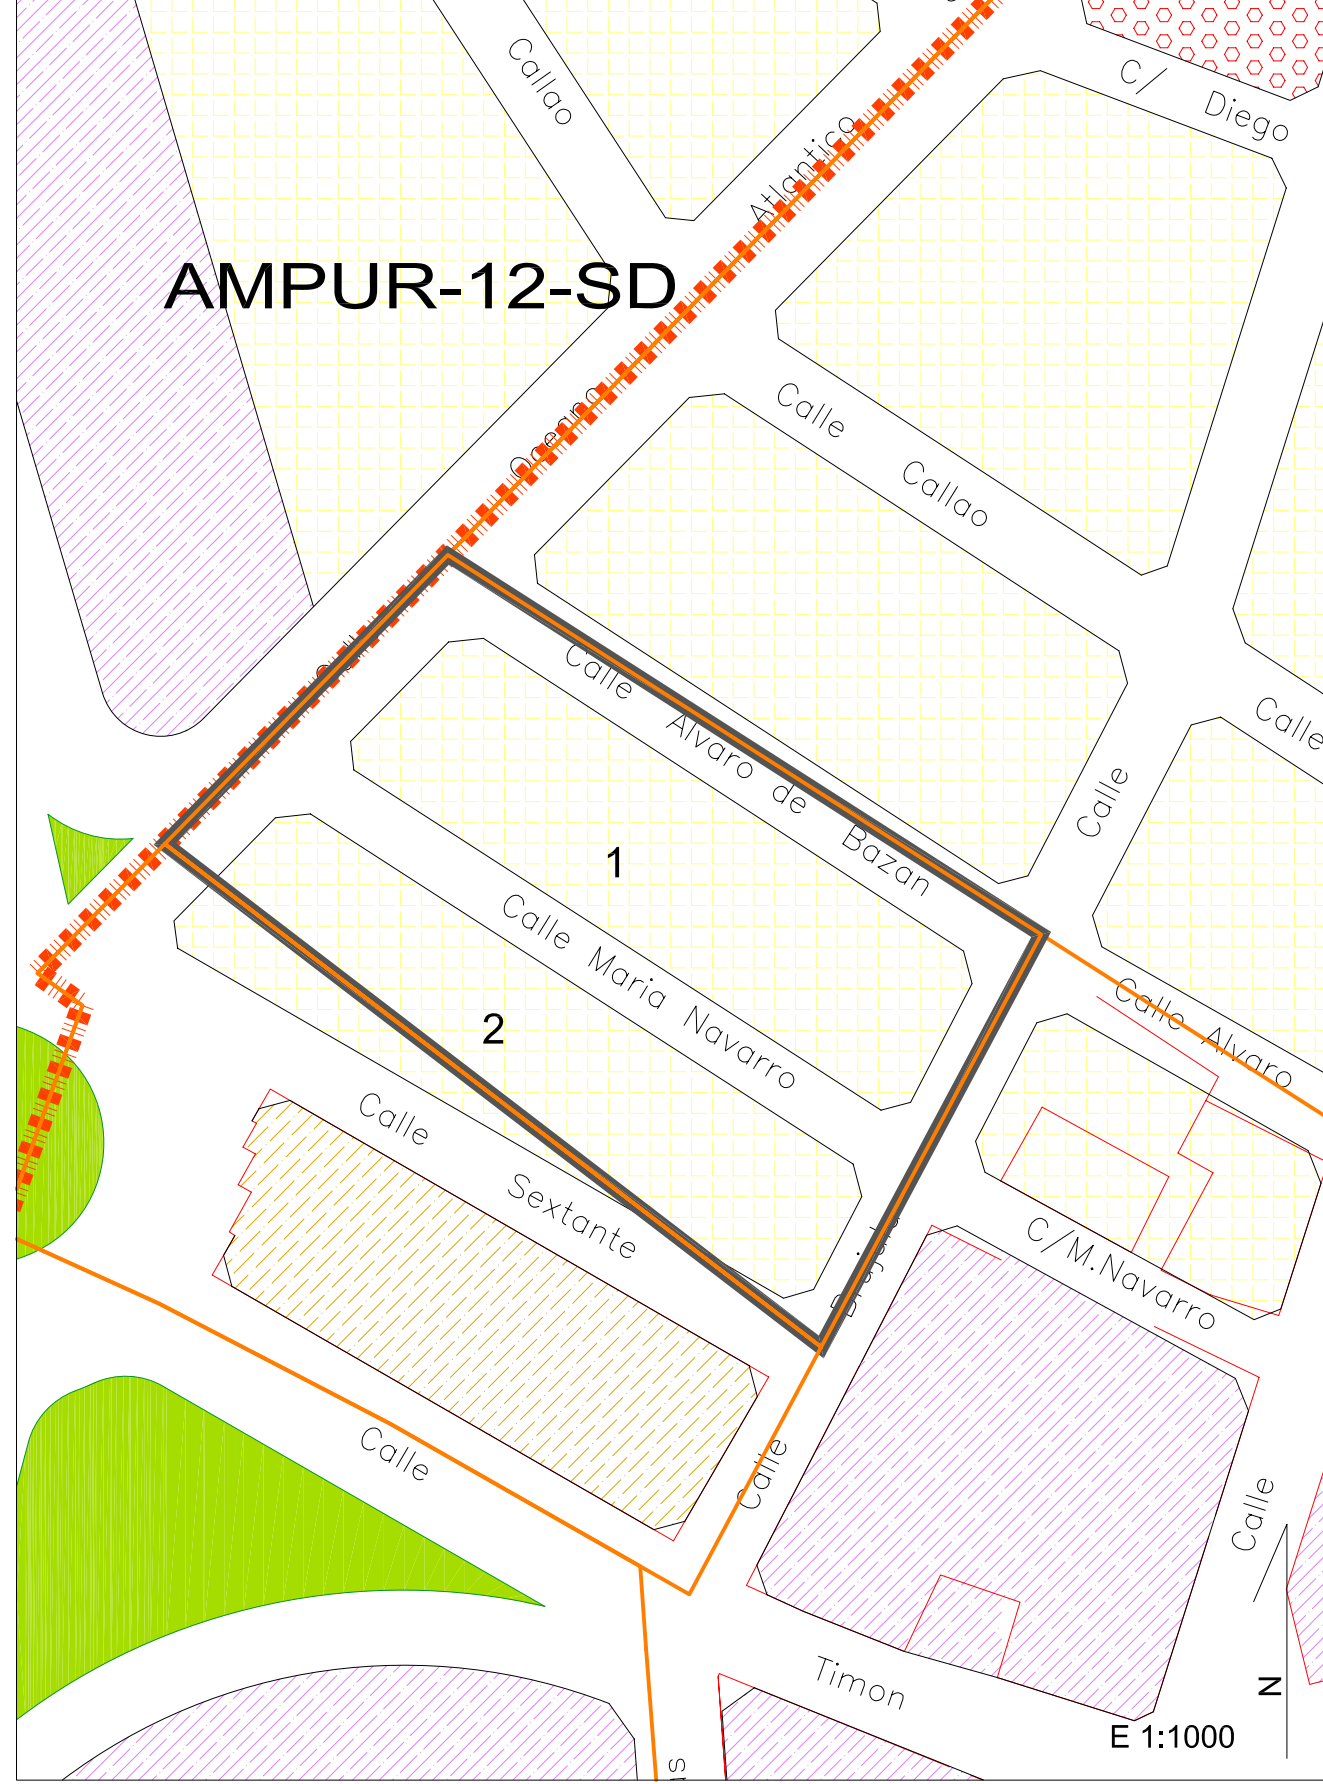 Callao
C/ Diego
Atlantico
AMPUR-12-SD
Oceano
Calle Callao
Calle
Calle Alvaro de Bazan
Calle
1
Calle Maria Navarro
2
Calle Alvaro
Calle Sextante
C/M.Navarro
Calle
Calle
Calle
Timon
N
E 1:1000